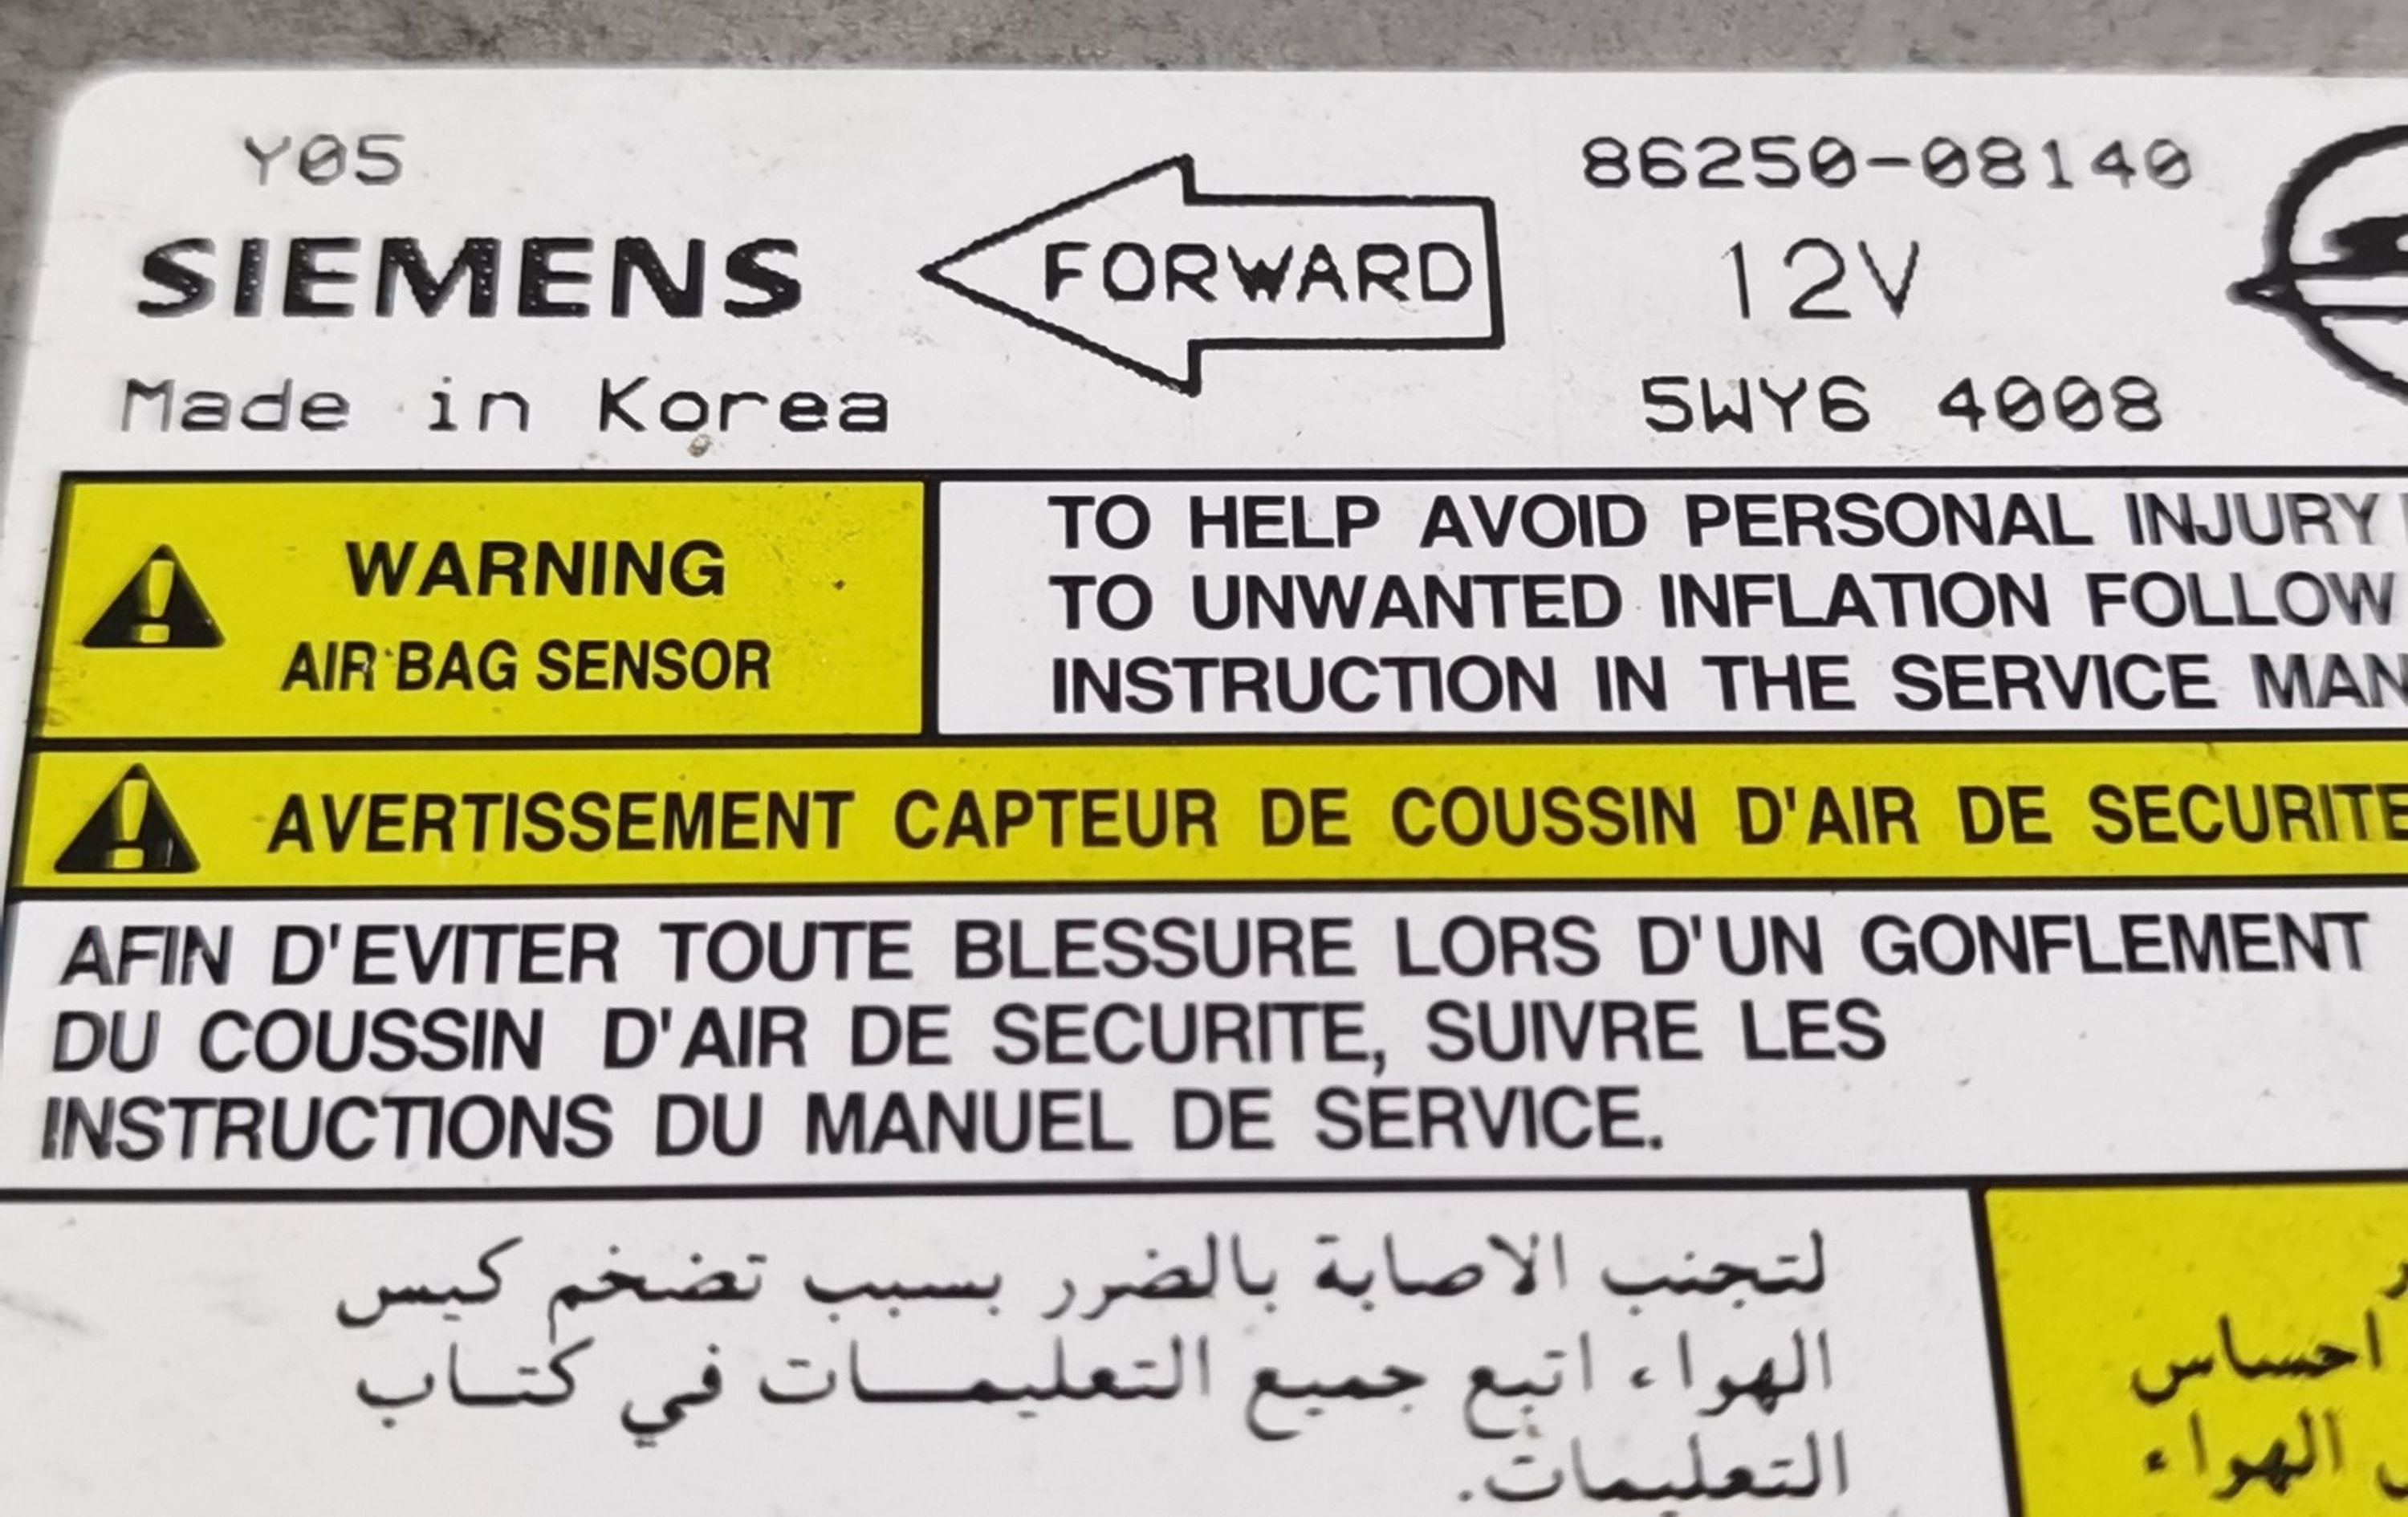 Y05
SIEMENS
Made in Korea
FORWARD
86250-08140
12V
5WY6 4008
WARNING
AIR BAG SENSOR
TO HELP AVOID PERSONAL INJURY
TO UNWANTED INFLATION FOLLOW
INSTRUCTION IN THE SERVICE
AVERTISSEMENT CAPTEUR DE COUSSIN D'AIR DE SECURITE
AFIN D'EVITER TOUTE BLESSURE LORS D'UN GONFLEMENT
DU COUSSIN D'AIR DE SECURITE, SUIVRE LES
INSTRUCTIONS DU MANUEL DE SERVICE.
لتجنب الاصابة بالضرر بسبب تضخم كيس
الهواء اتبع جميع التعليمات في كتاب
التعليمات.
احساس
الهواء